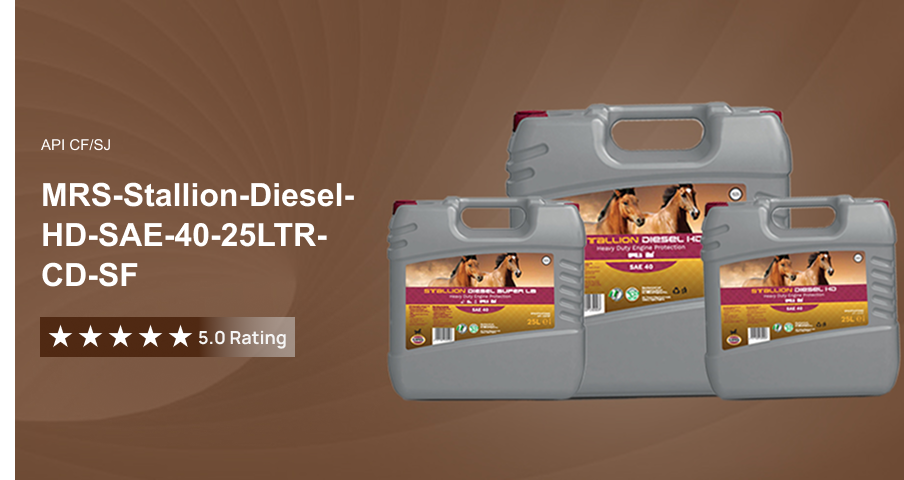 API CF/SJ
MRS-Stallion-Diesel-
HD-SAE-40-25LTR-
CD-SF
5.0 Rating
STALLION DIESEL HD
Heavy Duty Engine Protection
SAE 40
STALLION DIESEL SUPER LB
Heavy Duty Engine Protection
SAE 40
25L
STALLION DIESEL HD
Heavy Duty Engine Protection
SAE 40
25L